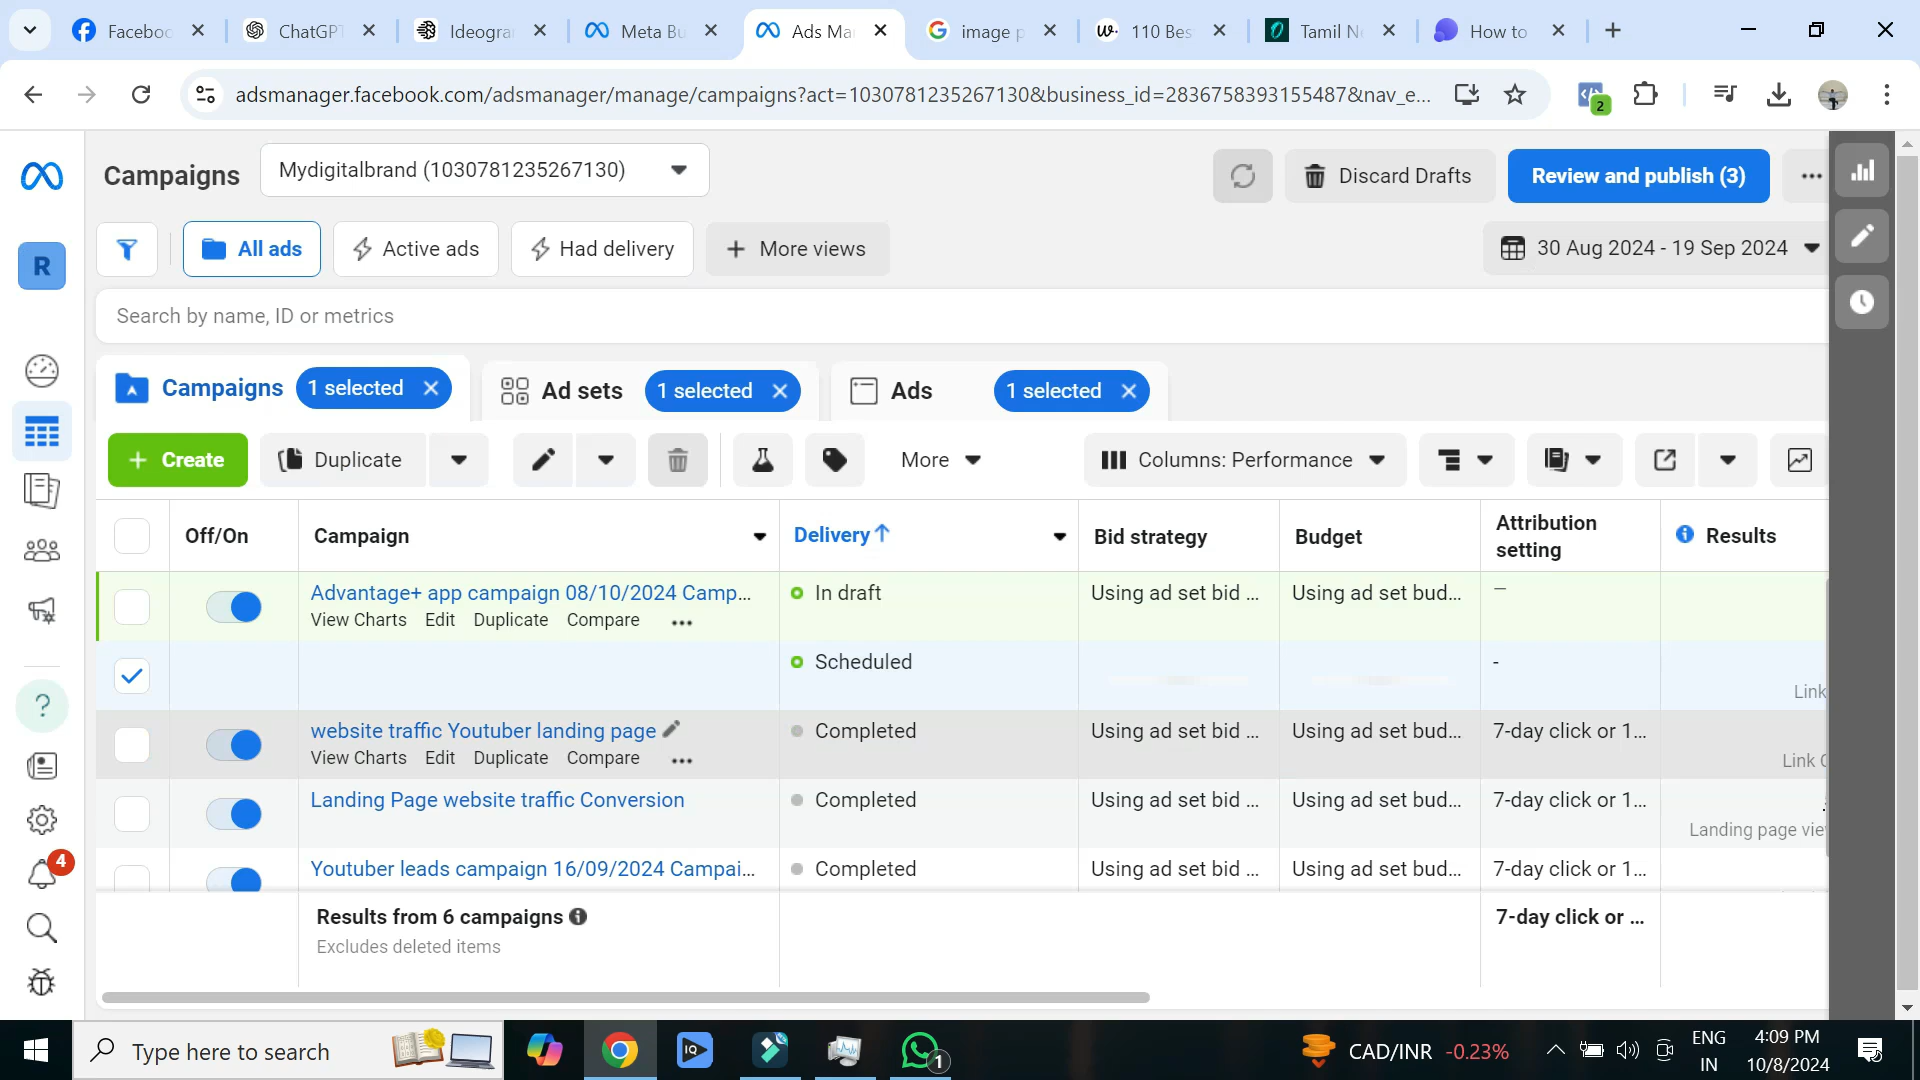 Faceboo
ChatGPT
Ideogra
Meta Bu
Ads Ma
image p
110 Bes
Tamil N
How to
adsmanager.facebook.com/adsmanager/manage/campaigns?act=1030781235267130&business_id=2836758393155487&nav_e...
2
Campaigns
Mydigitalbrand (1030781235267130)
Discard Drafts
Review and publish (3)
R
All ads
Active ads
Had delivery
+ More views
30 Aug 2024 - 19 Sep 2024
Search by name, ID or metrics
Campaigns
1 selected
Ad sets
1 selected
Ads
1 selected
+ Create
Duplicate
More
Columns: Performance
Off/On
Campaign
Delivery↑
Bid strategy
Budget
Attribution setting
Results
Advantage+ app campaign 08/10/2024 Camp...
In draft
Using ad set bid ...
Using ad set bud...
—
View Charts Edit Duplicate Compare ...
Scheduled
-
Link
website traffic Youtuber landing page
Completed
Using ad set bid ...
Using ad set bud...
7-day click or 1...
View Charts Edit Duplicate Compare ...
Link C
Landing Page website traffic Conversion
Completed
Using ad set bid ...
Using ad set bud...
7-day click or 1...
Landing page vie
Youtuber leads campaign 16/09/2024 Campai...
Completed
Using ad set bid ...
Using ad set bud...
7-day click or 1...
Results from 6 campaigns
7-day click or ...
Excludes deleted items
?
4
Type here to search
IQ
1
CAD/INR -0.23%
ENG
IN
4:09 PM
10/8/2024